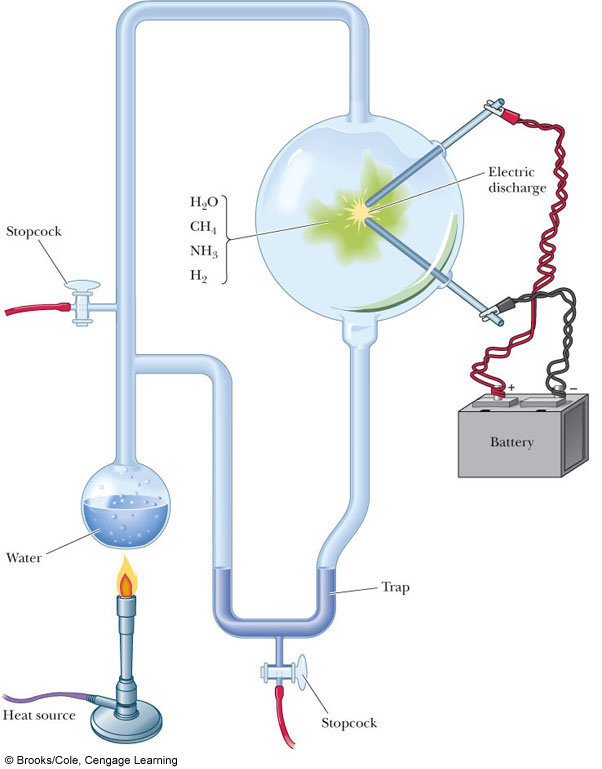 Electric
discharge
H₂O
CH₄
NH₃
H₂
Stopcock
+
−
Battery
Water
Trap
Heat source
Stopcock
© Brooks/Cole, Cengage Learning